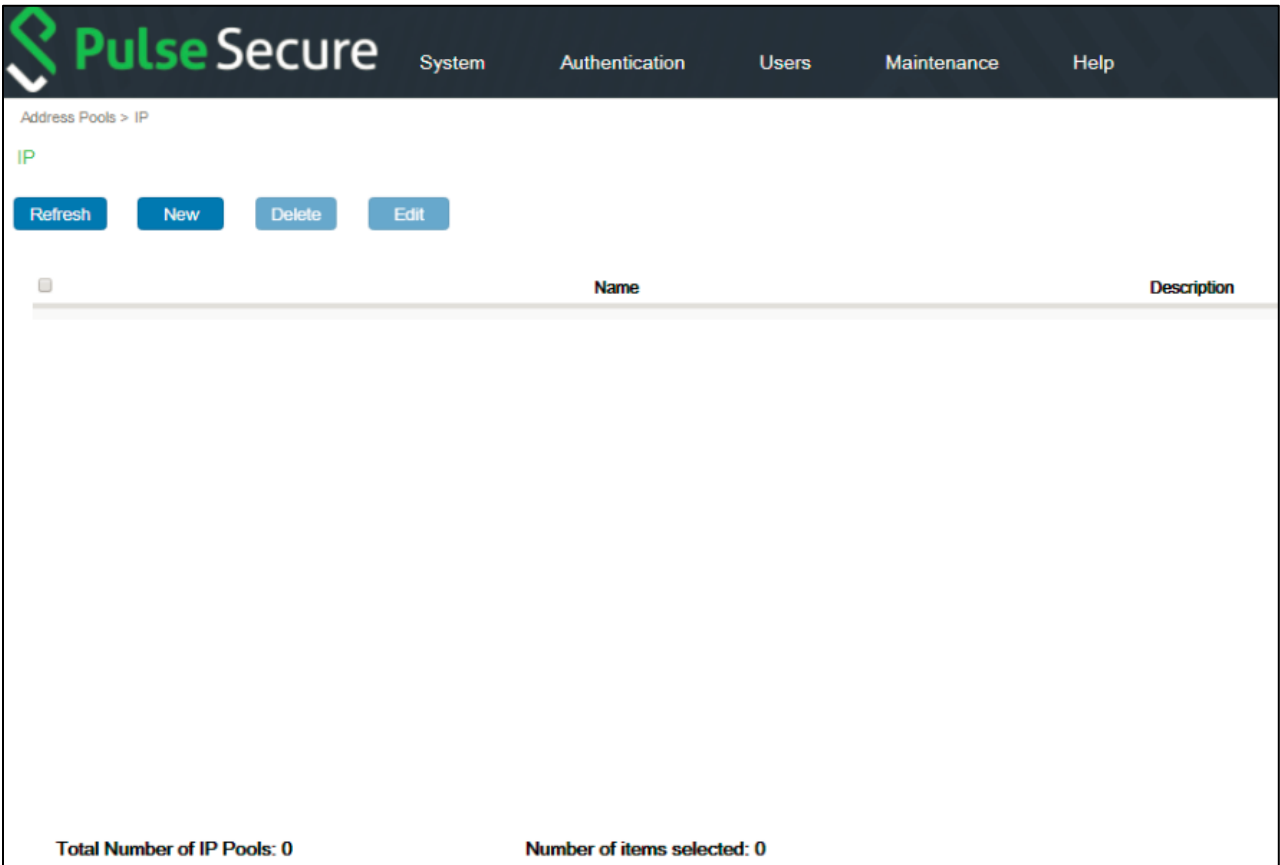 Pulse Secure System Authentication Users Maintenance Help
Address Pools > IP
IP
Refresh New Delete Edit
Name Description
Total Number of IP Pools: 0 Number of items selected: 0